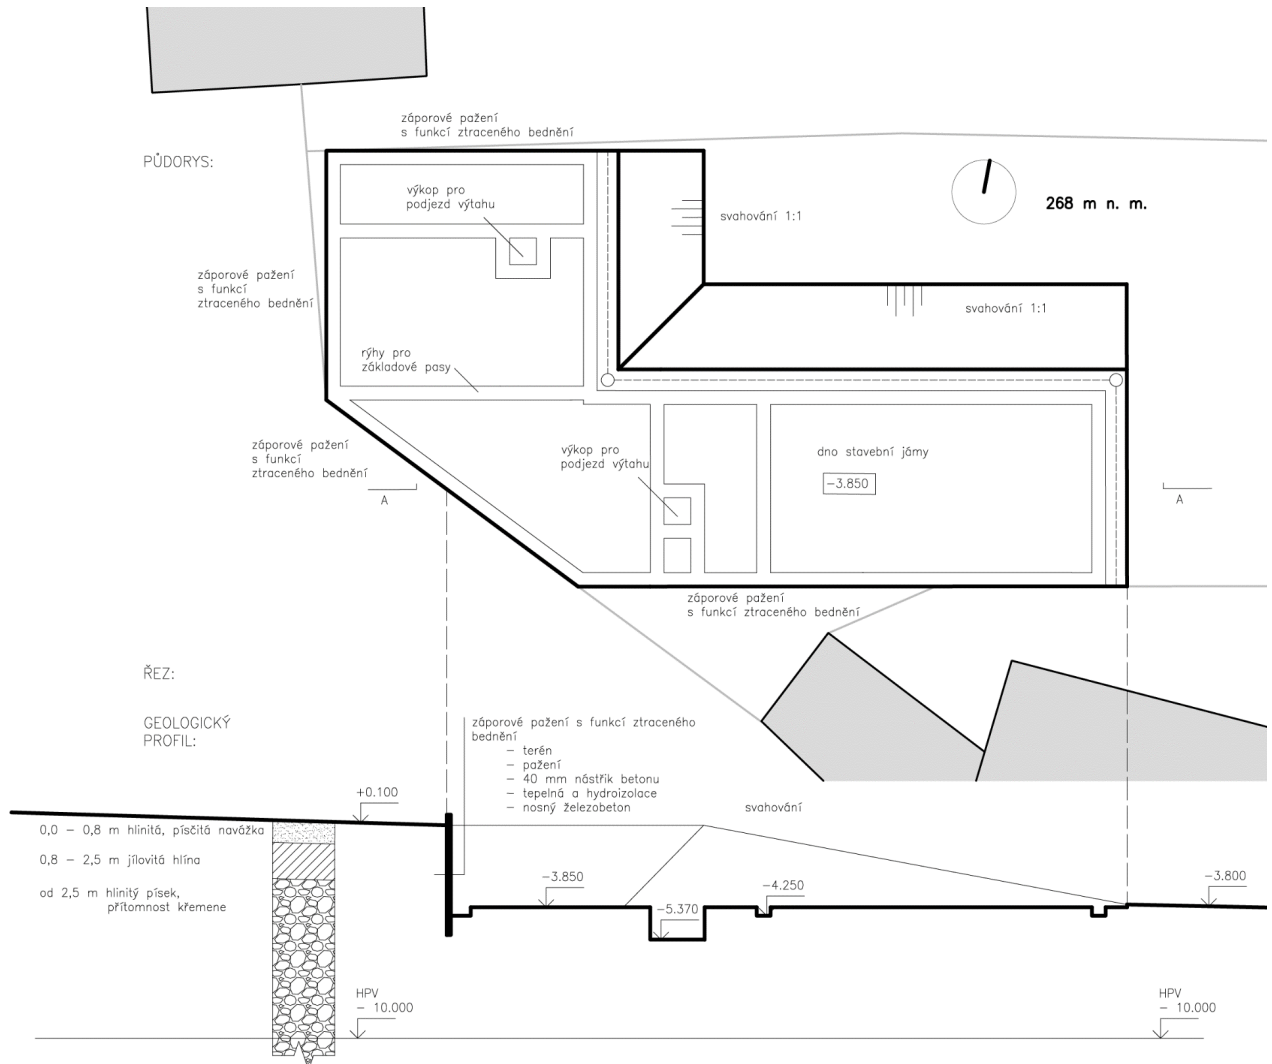 záporové pažení
s funkcí ztraceného bednění
PŮDORYS:
výkop pro
podjezd výtahu
268 m n. m.
svahování 1:1
záporové pažení
s funkcí
ztraceného bednění
svahování 1:1
rýhy pro
základové pasy
záporové pažení
s funkcí
ztraceného bednění
výkop pro
podjezd výtahu
dno stavební jámy
-3.850
A
A
záporové pažení
s funkcí ztraceného bednění
ŘEZ:
GEOLOGICKÝ
PROFIL:
záporové pažení s funkcí ztraceného
bednění
- terén
- pažení
- 40 mm nástřik betonu
- tepelná a hydroizolace
- nosný železobeton
svahování
+0.100
0,0 - 0,8 m hlinitá, písčitá navážka
0,8 - 2,5 m jílovitá hlína
od 2,5 m hlinitý písek,
přítomnost křemene
-3.850
-5.370
-4.250
-3.800
HPV
- 10.000
HPV
- 10.000